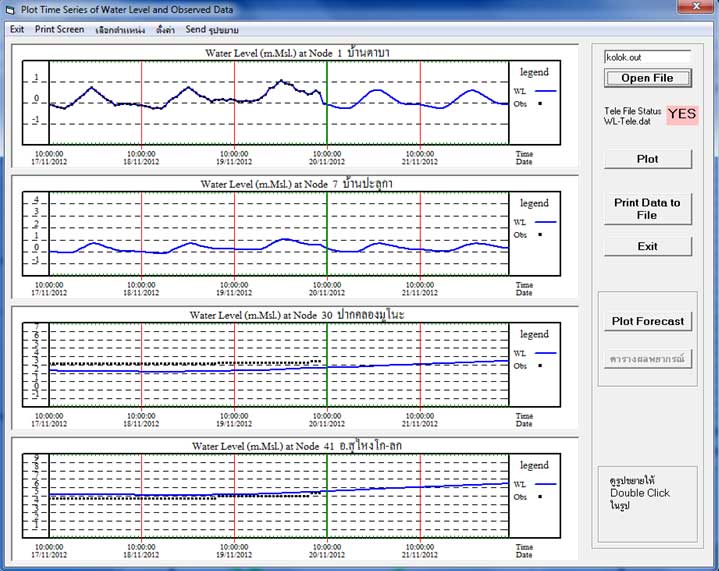 Plot Time Series of Water Level and Observed Data
Exit Print Screen เลือกตำแหน่ง ตั้งค่า Send รูปขยาย
Water Level (m.Msl.) at Node 1 บ้านตาบา
1
0
-1
legend
WL
Obs
10:00:00 10:00:00 10:00:00 10:00:00 10:00:00 Time
17/11/2012 18/11/2012 19/11/2012 20/11/2012 21/11/2012 Date
Water Level (m.Msl.) at Node 7 บ้านปะลูกา
4
3
2
1
0
-1
legend
WL
Obs
10:00:00 10:00:00 10:00:00 10:00:00 10:00:00 Time
17/11/2012 18/11/2012 19/11/2012 20/11/2012 21/11/2012 Date
Water Level (m.Msl.) at Node 30 ปากคลองมูโนะ
7
6
5
4
3
2
1
0
-1
legend
WL
Obs
10:00:00 10:00:00 10:00:00 10:00:00 10:00:00 Time
17/11/2012 18/11/2012 19/11/2012 20/11/2012 21/11/2012 Date
Water Level (m.Msl.) at Node 41 อ.สุไหงโก-ลก
9
8
7
6
5
4
3
2
1
legend
WL
Obs
10:00:00 10:00:00 10:00:00 10:00:00 10:00:00 Time
17/11/2012 18/11/2012 19/11/2012 20/11/2012 21/11/2012 Date
kolok.out
Open File
Tele File Status
WL-Tele.dat
YES
Plot
Print Data to
File
Exit
Plot Forecast
ตารางผลพยากรณ์
ดูรูปขยายให้
Double Click
ในรูป